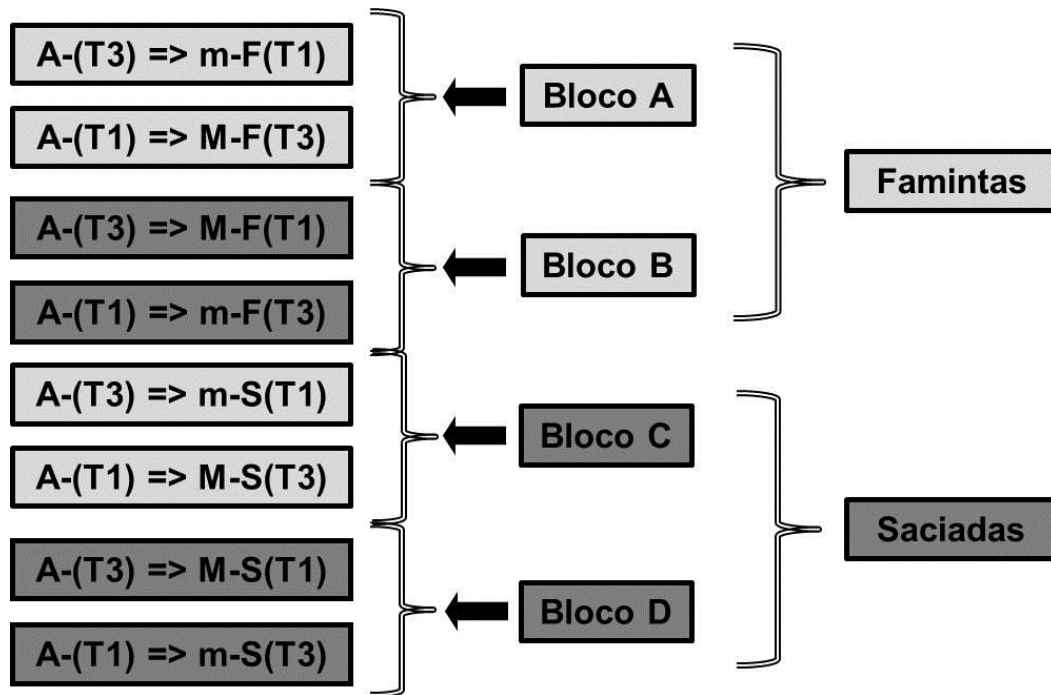 A-(T3) => m-F(T1)
A-(T1) => M-F(T3)
A-(T3) => M-F(T1)
A-(T1) => m-F(T3)
A-(T3) => m-S(T1)
A-(T1) => M-S(T3)
A-(T3) => M-S(T1)
A-(T1) => m-S(T3)
Bloco A
Bloco B
Bloco C
Bloco D
Famintas
Saciadas